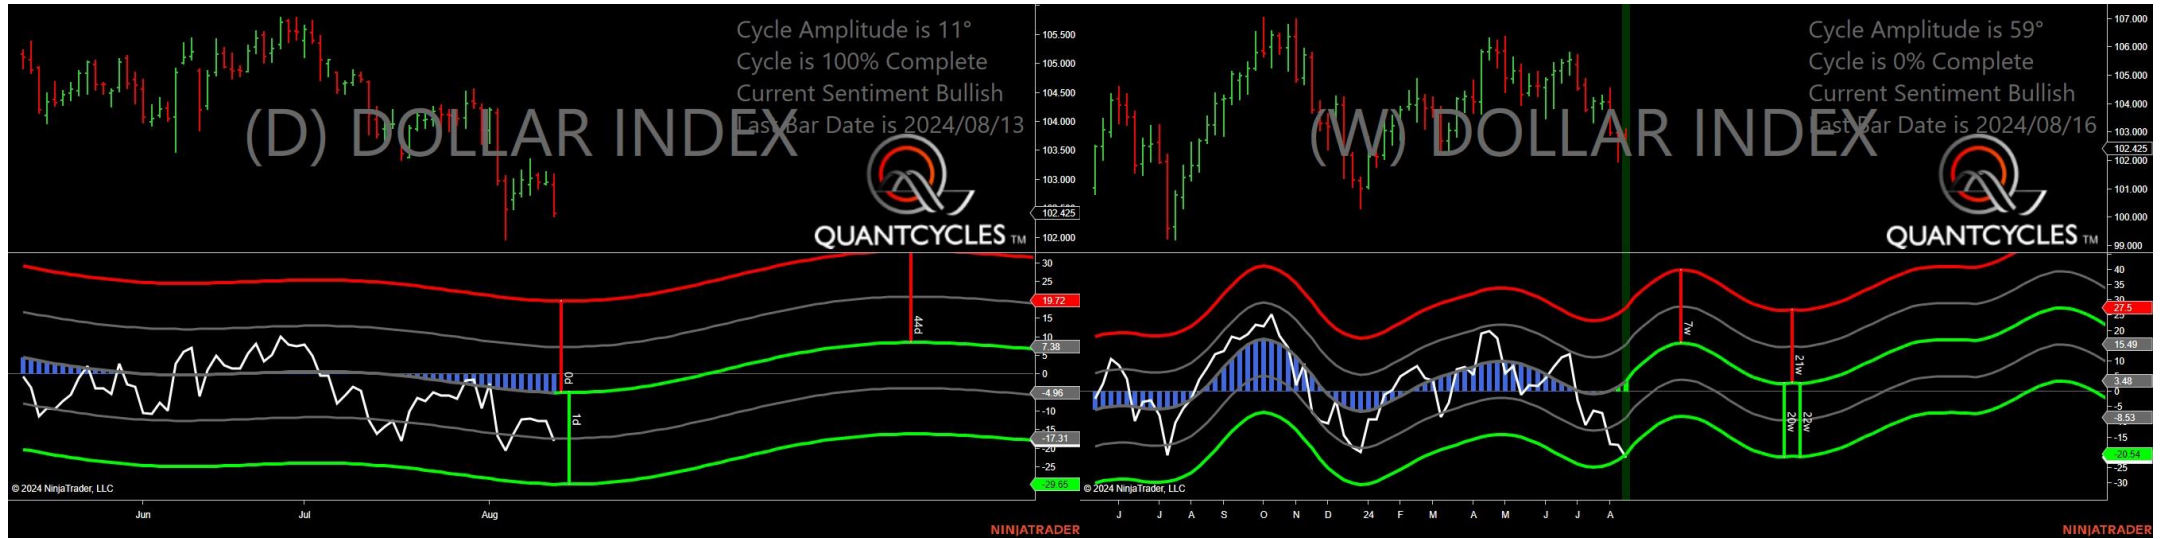 Cycle Amplitude is 11°
Cycle is 100% Complete
Current Sentiment Bullish
Last Bar Date is 2024/08/13
(D) DOLLAR INDEX
QUANTCYCLES TM
105.500
105.000
104.500
104.000
103.500
103.000
102.425
102.000
30
25
19.72
15
10
7.38
5
0
-4.96
-10
-15
-17.31
-20
-25
-29.65
0d
1d
44d
© 2024 NinjaTrader, LLC
Jun Jul Aug
NINJATRADER
Cycle Amplitude is 59°
Cycle is 0% Complete
Current Sentiment Bullish
Last Bar Date is 2024/08/16
(W) DOLLAR INDEX
QUANTCYCLES TM
107.000
106.000
105.000
104.000
103.000
102.425
102.000
101.000
100.000
99.000
40
35
30
27.5
25
20
15.49
10
3.48
0
-5
-8.53
-15
-20.54
-25
-30
7w
21w
20w
22w
© 2024 NinjaTrader, LLC
J J A S O N D 24 F M A M J J A
NINJATRADER